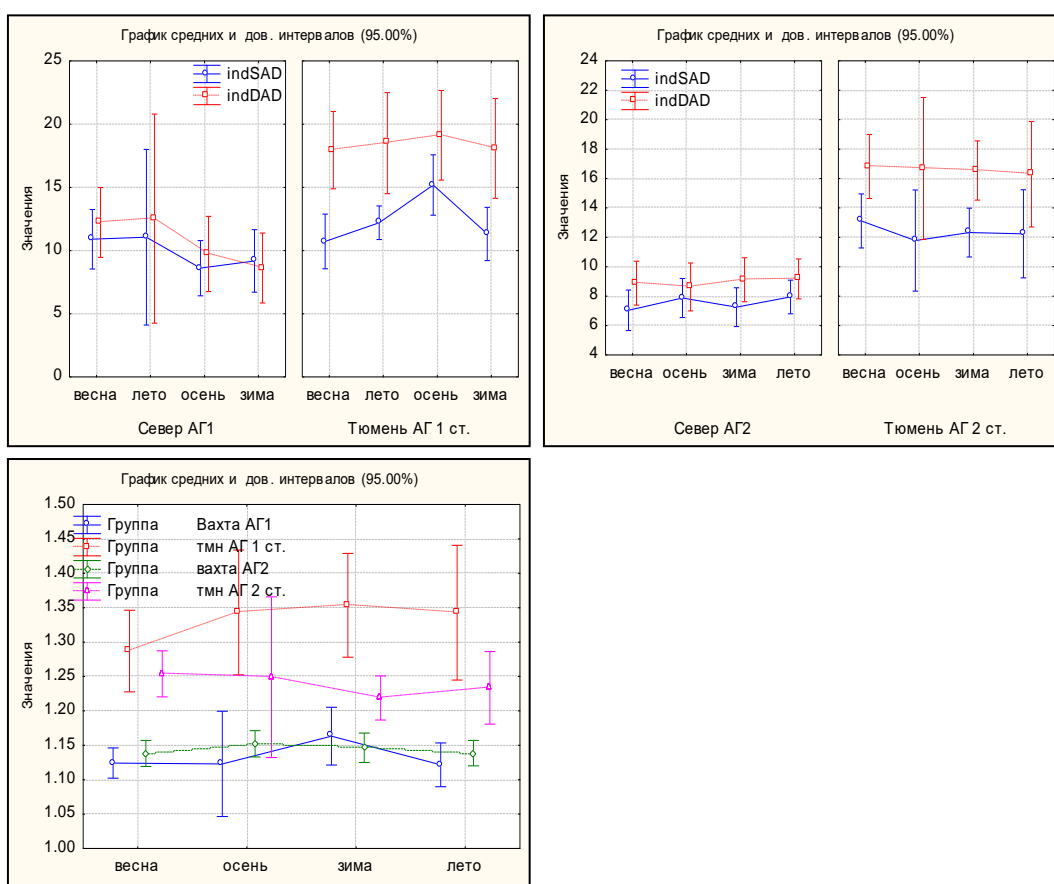 График средних и дов. интервалов (95.00%)
25
20
15
10
5
0
Значения
indSAD
indDAD
весна лето осень зима
весна лето осень зима
Север АГ1
Тюмень АГ 1 ст.
График средних и дов. интервалов (95.00%)
24
22
20
18
16
14
12
10
8
6
4
Значения
indSAD
indDAD
весна осень зима лето
весна осень зима лето
Север АГ2
Тюмень АГ 2 ст.
График средних и дов. интервалов (95.00%)
1.50
1.45
1.40
1.35
1.30
1.25
1.20
1.15
1.10
1.05
1.00
Значения
Группа Вахта АГ1
Группа тмн АГ 1 ст.
Группа вахта АГ2
Группа тмн АГ 2 ст.
весна осень зима лето